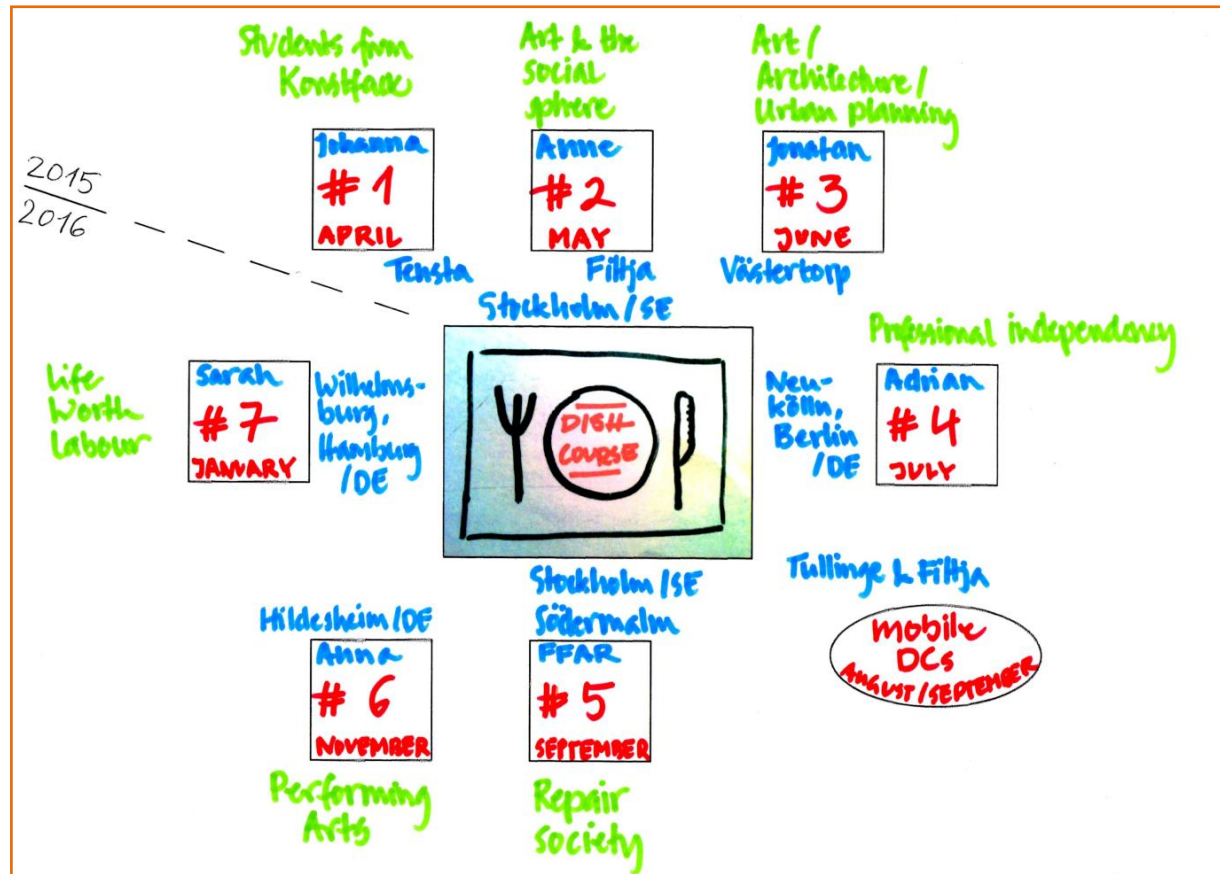 Students from
Konstfack
Art & the
social
sphere
Art /
Architecture /
Urban planning
2015
2016
Johanna
#1
APRIL
Tensta
Anne
#2
MAY
Fittja
Jonatan
#3
JUNE
Västertorp
Stockholm/SE
Professional independency
Adrian
#4
JULY
Neu-
kölln,
Berlin
/DE
DISH
COURSE
Life
Worth
Labour
Sarah
#7
JANUARY
Wilhelms-
burg,
Hamburg
/DE
Tullinge & Fittja
mobile
DCs
AUGUST/SEPTEMBER
Stockholm/SE
Södermalm
FFAR
#5
SEPTEMBER
Repair
society
Hildesheim/DE
Anna
#6
NOVEMBER
Performing
Arts